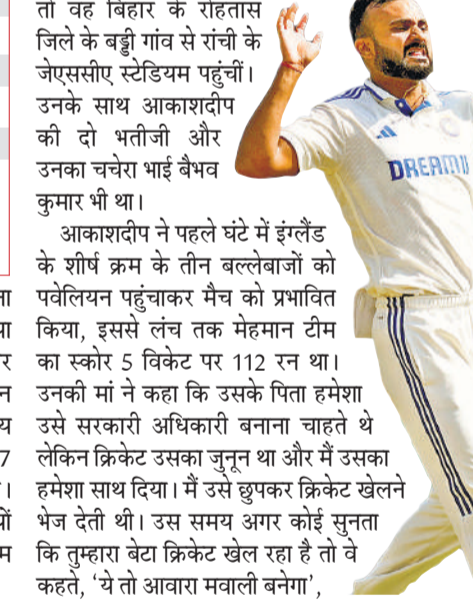 तो वह बिहार के रोहतास
जिले के बड्डी गांव से रांची के
जेएससीए स्टेडियम पहुंचीं।
उनके साथ आकाशदीप
की दो भतीजी और
उनका चचेरा भाई बैभव
कुमार भी था।
आकाशदीप ने पहले घंटे में इंग्लैंड
के शीर्ष क्रम के तीन बल्लेबाजों को
पवेलियन पहुंचाकर मैच को प्रभावित
किया, इससे लंच तक मेहमान टीम
का स्कोर 5 विकेट पर 112 रन था।
उनकी मां ने कहा कि उसके पिता हमेशा
उसे सरकारी अधिकारी बनाना चाहते थे
लेकिन क्रिकेट उसका जुनून था और मैं उसका
हमेशा साथ दिया। मैं उसे छुपकर क्रिकेट खेलने
भेज देती थी। उस समय अगर कोई सुनता
कि तुम्हारा बेटा क्रिकेट खेल रहा है तो वे
कहते, ‘ये तो आवारा मवाली बनेगा’,
DREAM11